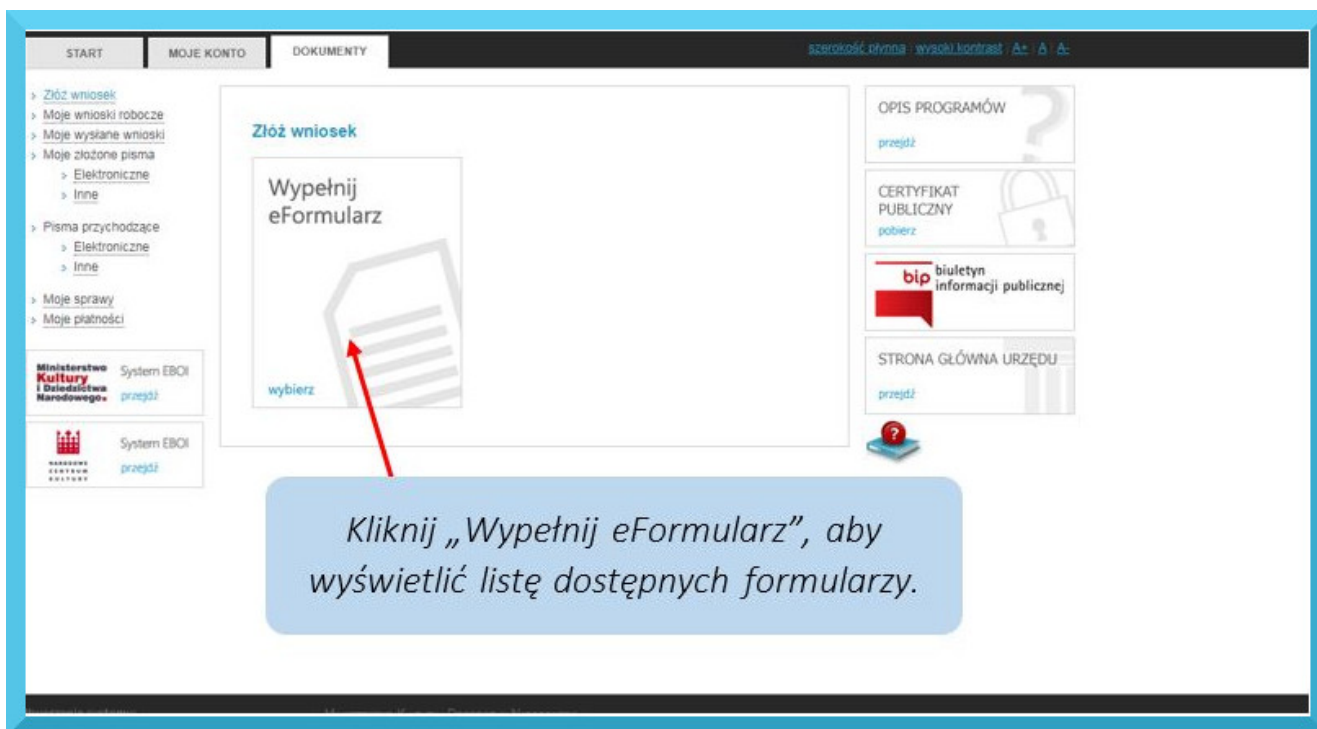 START
MOJE KONTO
DOKUMENTY
szerokość płynna wysoki kontrast A+ A A-
Złóż wniosek
Moje wnioski robocze
Moje wysłane wnioski
Moje złożone pisma
Elektroniczne
Inne
Pisma przychodzące
Elektroniczne
Inne
Moje sprawy
Moje płatności
Ministerstwo
Kultury
i Dziedzictwa
Narodowego.
System EBOI
przejdź
NARODOWE
CENTRUM
KULTURY
System EBOI
przejdź
Złóż wniosek
Wypełnij
eFormularz
wybierz
OPIS PROGRAMÓW
przejdź
CERTYFIKAT
PUBLICZNY
pobierz
bip biuletyn
informacji publicznej
STRONA GŁÓWNA URZĘDU
przejdź
?
Kliknij „Wypełnij eFormularz”, aby
wyświetlić listę dostępnych formularzy.